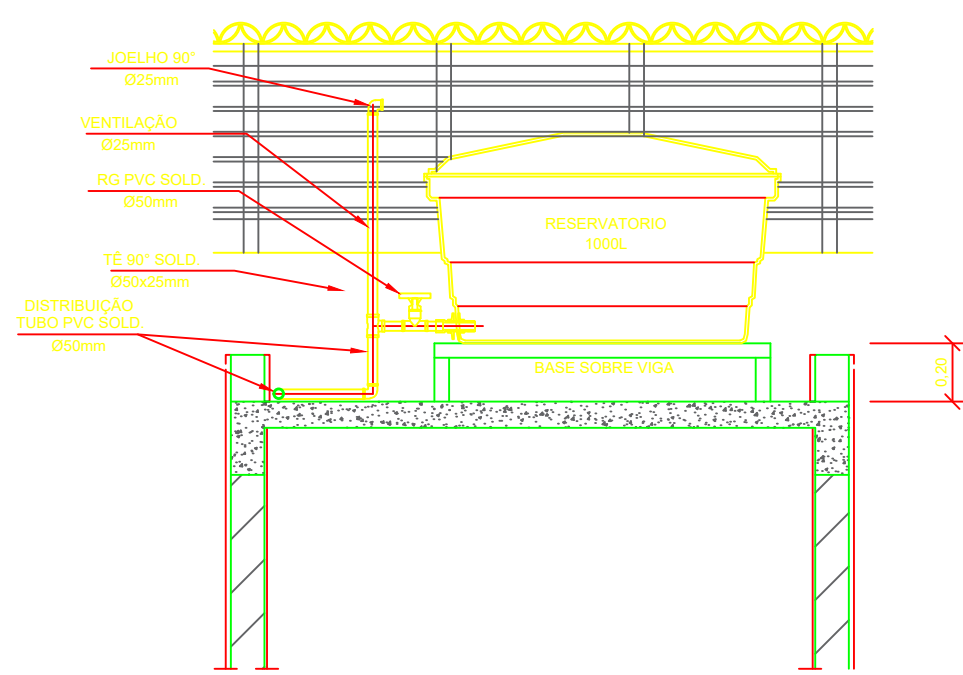 JOELHO 90°
Ø25mm
VENTILAÇÃO
Ø25mm
RG PVC SOLD.
Ø50mm
TÊ 90° SOLD.
Ø50x25mm
DISTRIBUIÇÃO
TUBO PVC SOLD.
Ø50mm
RESERVATORIO
1000L
BASE SOBRE VIGA
0,20